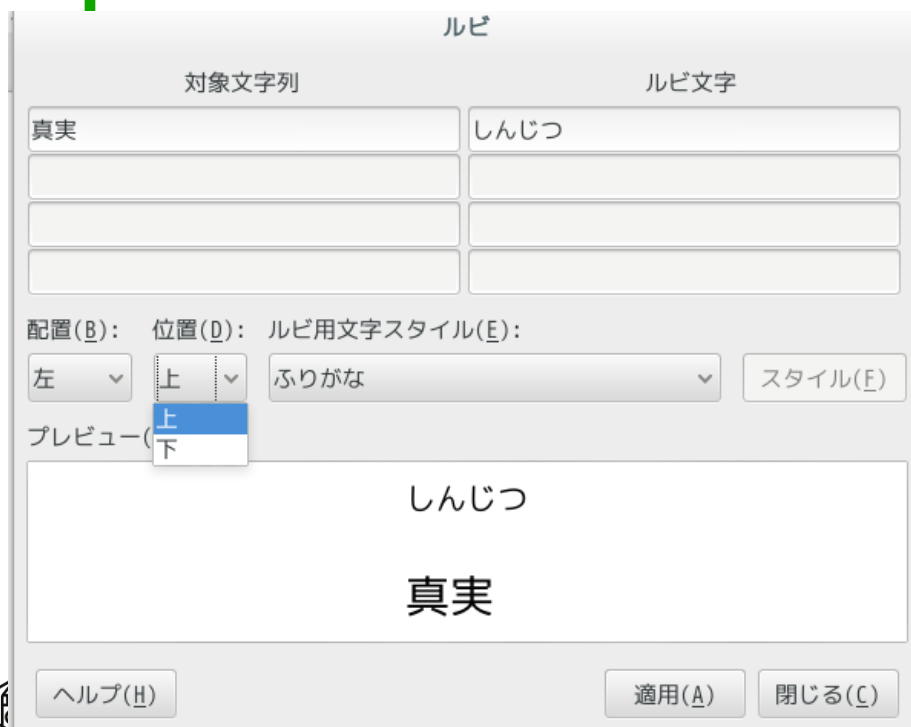 ルビ
対象文字列 ルビ文字
真実 しんじつ
配置(B): 位置(D): ルビ用文字スタイル(E):
左 上 ふりがな スタイル(F)
上
プレビュー(
下
しんじつ
真実
ヘルプ(H) 適用(A) 閉じる(C)